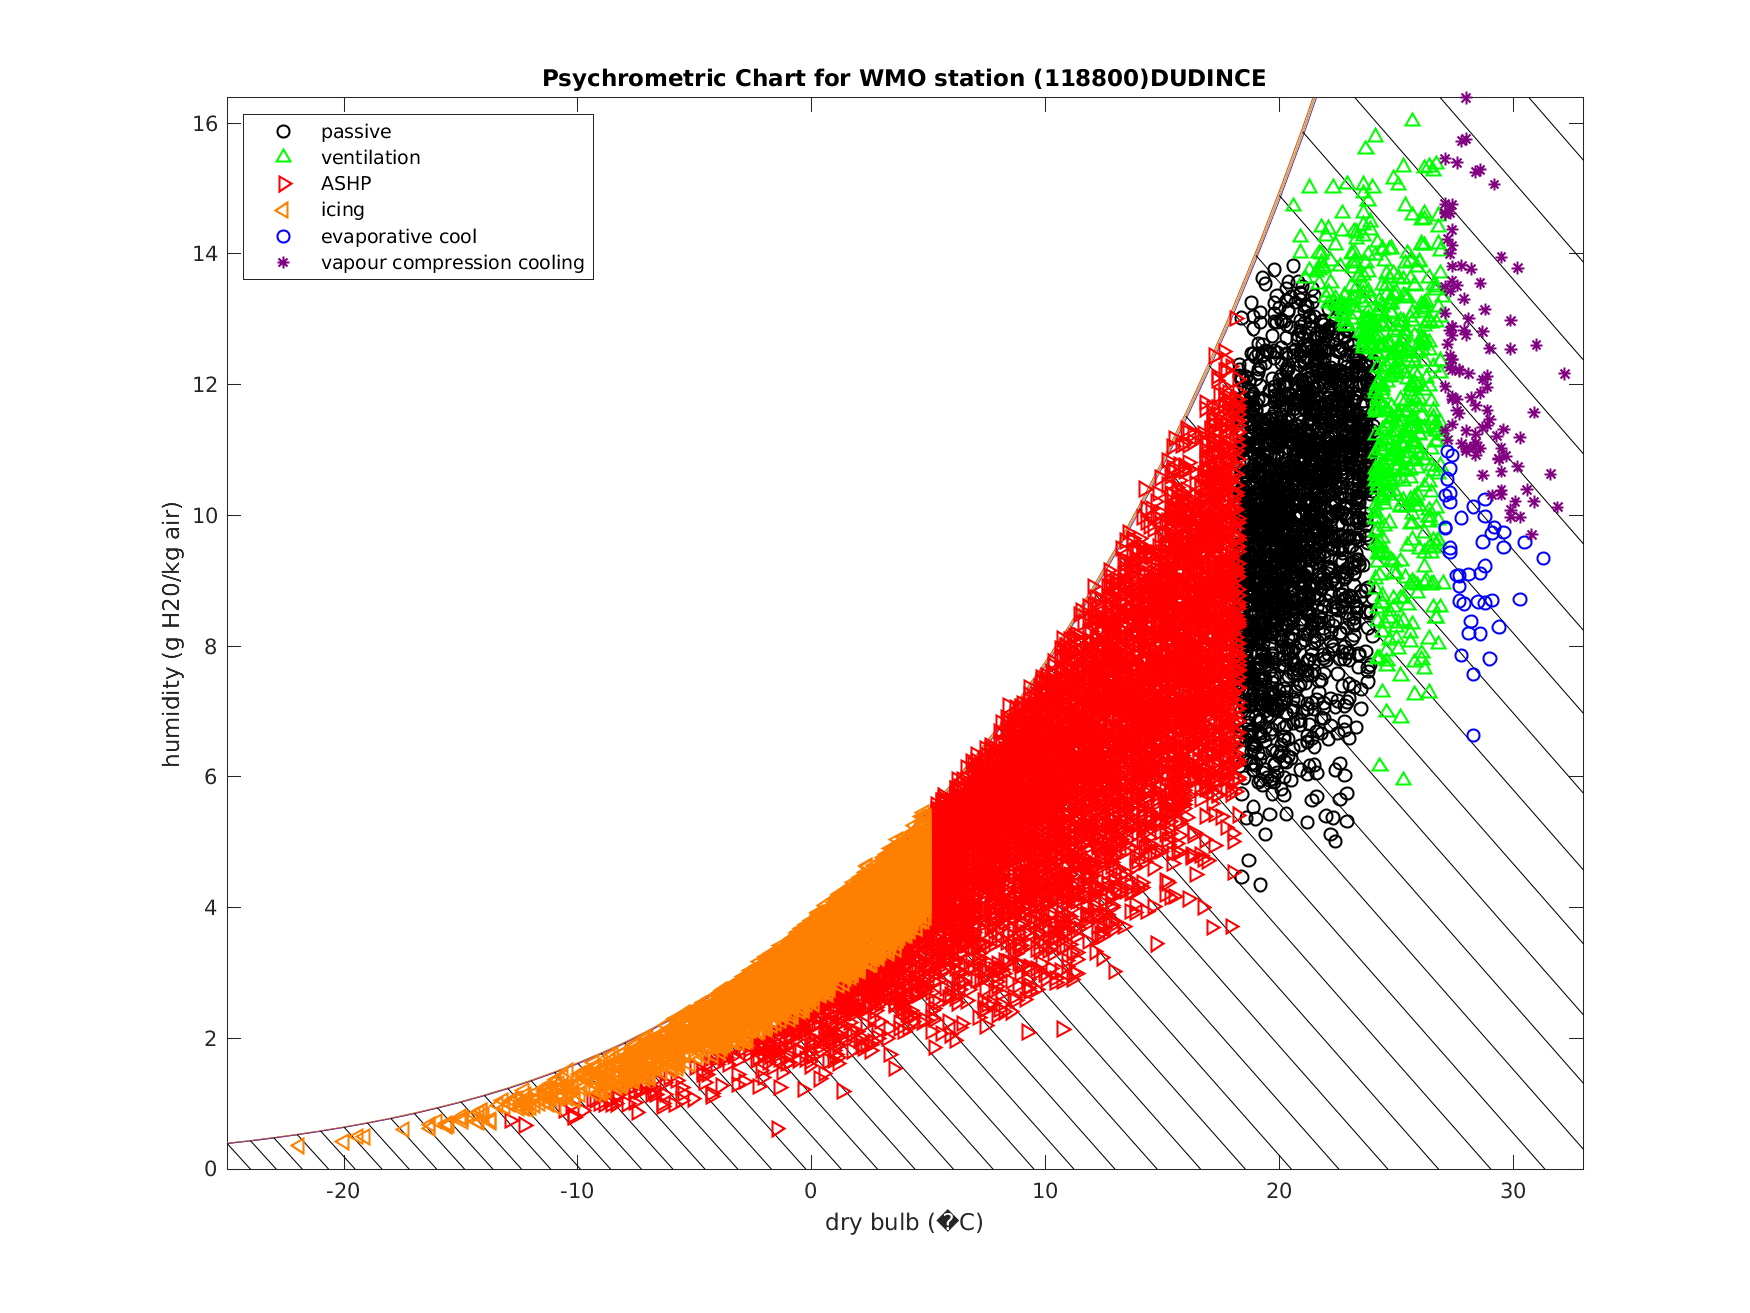 Psychrometric Chart for WMO station (118800)DUDINCE
passive
ventilation
ASHP
icing
evaporative cool
vapour compression cooling
humidity (g H20/kg air)
16
14
12
10
8
6
4
2
0
-20
-10
0
10
20
30
dry bulb (�C)